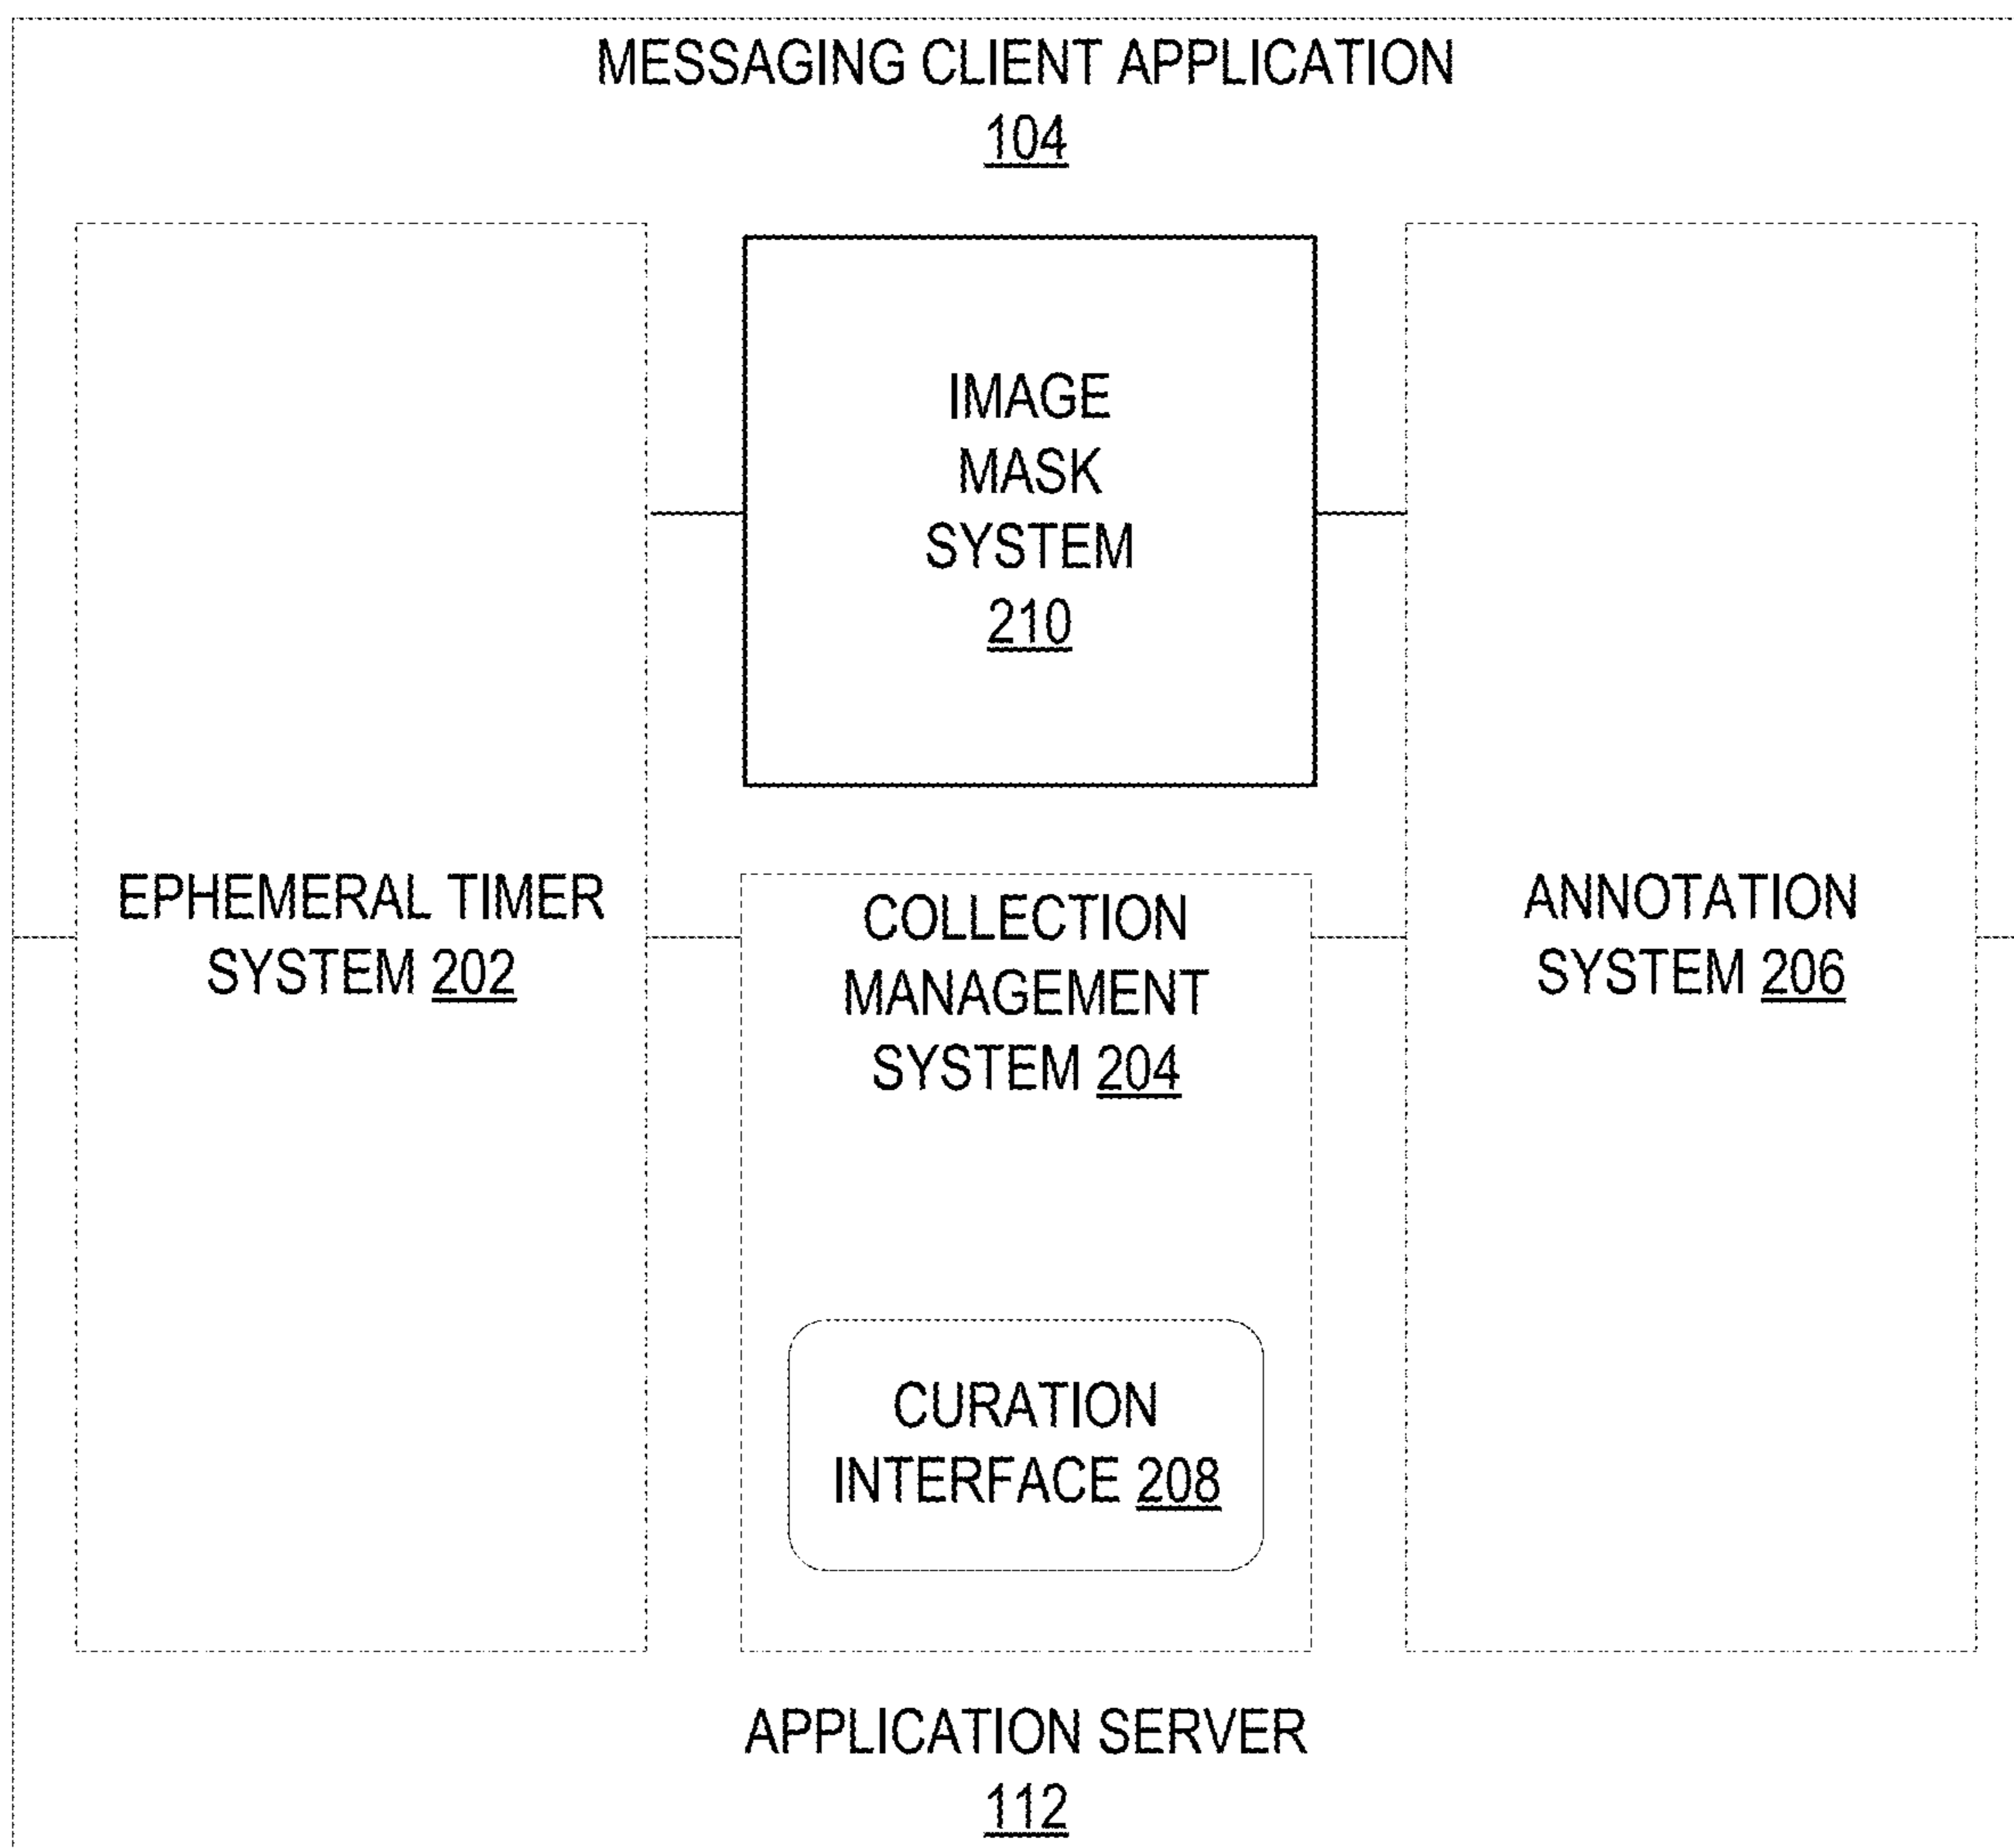 MESSAGING CLIENT APPLICATION
104
IMAGE
MASK
SYSTEM
210
EPHEMERAL TIMER
SYSTEM 202
COLLECTION
MANAGEMENT
SYSTEM 204
ANNOTATION
SYSTEM 206
CURATION
INTERFACE 208
APPLICATION SERVER
112